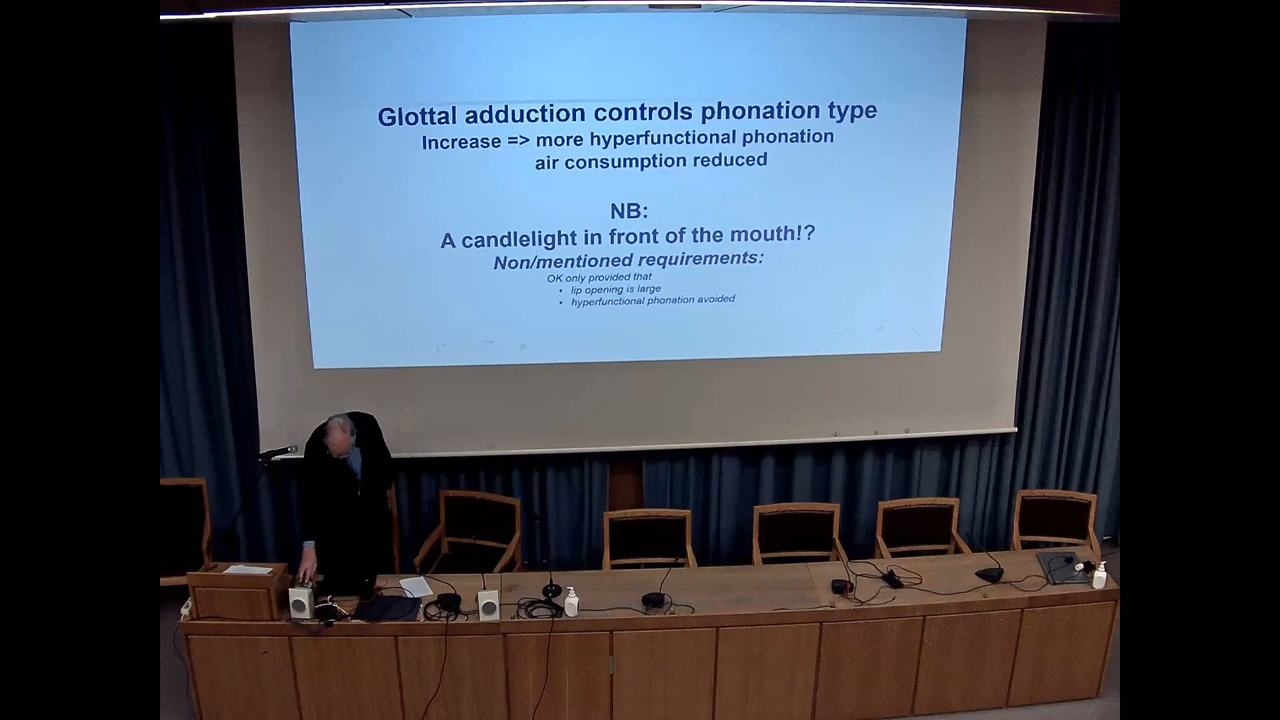 Glottal adduction controls phonation type
Increase => more hyperfunctional phonation
air consumption reduced
NB:
A candlelight in front of the mouth!?
Non/mentioned requirements:
OK only provided that
• lip opening is large
• hyperfunctional phonation avoided